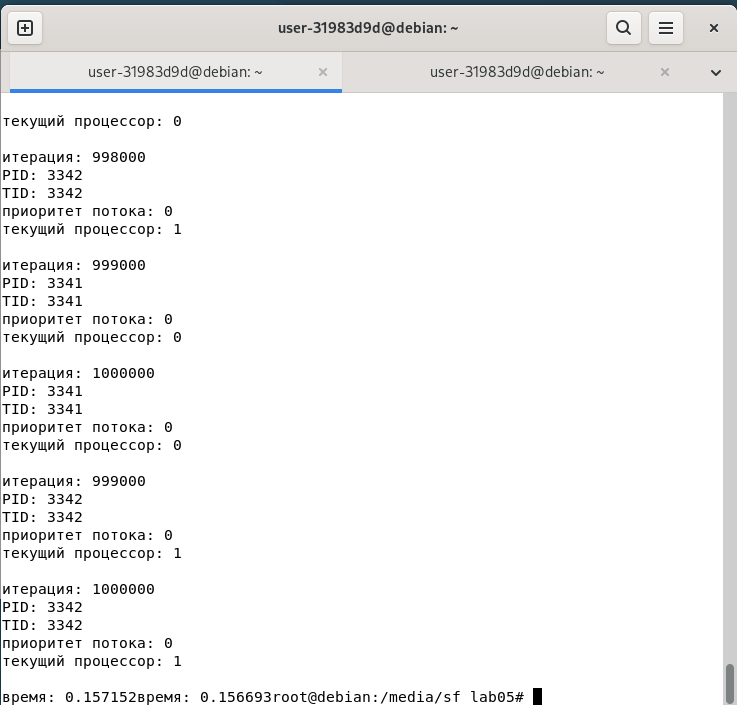 user-31983d9d@debian: ~
user-31983d9d@debian: ~ ×
user-31983d9d@debian: ~ ×
текущий процессор: 0
итерация: 998000
PID: 3342
TID: 3342
приоритет потока: 0
текущий процессор: 1
итерация: 999000
PID: 3341
TID: 3341
приоритет потока: 0
текущий процессор: 0
итерация: 1000000
PID: 3341
TID: 3341
приоритет потока: 0
текущий процессор: 0
итерация: 999000
PID: 3342
TID: 3342
приоритет потока: 0
текущий процессор: 1
итерация: 1000000
PID: 3342
TID: 3342
приоритет потока: 0
текущий процессор: 1
время: 0.157152время: 0.156693root@debian:/media/sf_lab05#